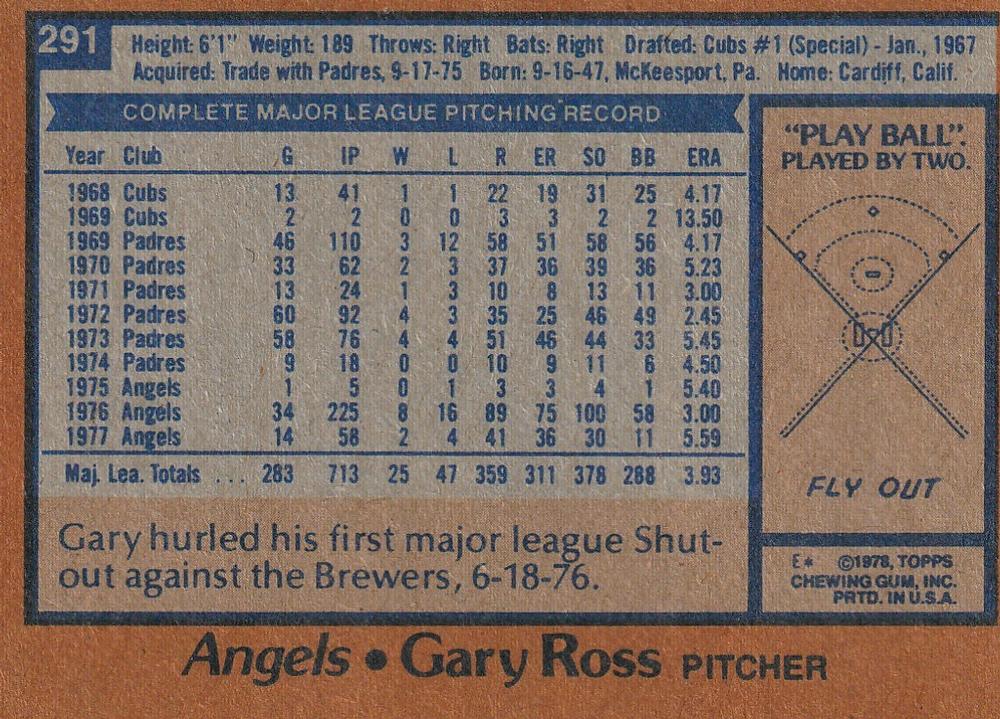 291
Height: 6'1" Weight: 189 Throws: Right Bats: Right Drafted: Cubs #1 (Special) - Jan., 1967
Acquired: Trade with Padres, 9-17-75 Born: 9-16-47, McKeesport, Pa. Home: Cardiff, Calif.
COMPLETE MAJOR LEAGUE PITCHING RECORD
Year Club G IP W L R ER SO BB ERA
1968 Cubs 13 41 1 1 22 19 31 25 4.17
1969 Cubs 2 2 0 0 3 3 2 2 13.50
1969 Padres 46 110 3 12 58 51 58 56 4.17
1970 Padres 33 62 2 3 37 36 39 36 5.23
1971 Padres 13 24 1 3 10 8 13 11 3.00
1972 Padres 60 92 4 3 35 25 46 49 2.45
1973 Padres 58 76 4 4 51 46 44 33 5.45
1974 Padres 9 18 0 0 10 9 11 6 4.50
1975 Angels 1 5 0 1 3 3 4 1 5.40
1976 Angels 34 225 8 16 89 75 100 58 3.00
1977 Angels 14 58 2 4 41 36 30 11 5.59
Maj. Lea. Totals ... 283 713 25 47 359 311 378 288 3.93
Gary hurled his first major league Shut-
out against the Brewers, 6-18-76.
"PLAY BALL".
PLAYED BY TWO.
FLY OUT
E* ©1978, TOPPS
CHEWING GUM, INC.
PRTD. IN U.S.A.
Angels • Gary Ross PITCHER